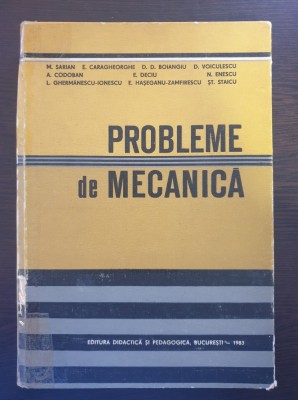 M. SARIAN E. CARAGHEORGHE D. D. BOIANGIU D. VOICULESCU
A. CODOBAN E. DECIU N. ENESCU
L. GHERMĂNESCU-IONESCU E. HAȘEGANU-ZAMFIRESCU ȘT. STAICU
PROBLEME
de MECANICĂ
EDITURA DIDACTICĂ ȘI PEDAGOGICĂ, BUCUREȘTI – 1983